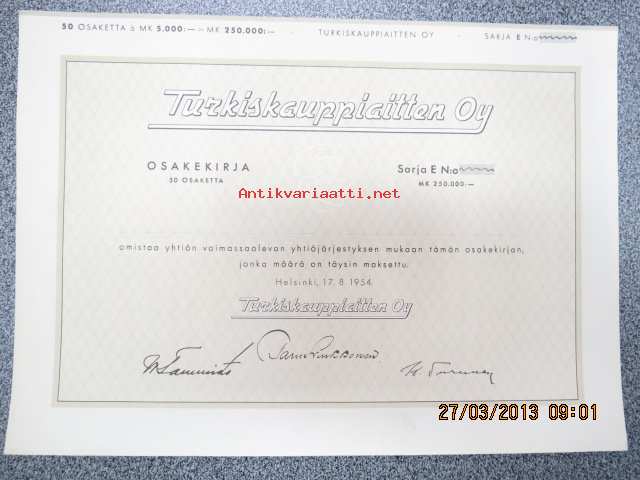 50 OSAKETTA à MK 5.000:— — MK 250.000:— TURKISKAUPPIAITTEN OY SARJA E N:o
Turkiskauppiaitten Oy
OSAKEKIRJA Sarja E N:o
50 OSAKETTA MK 250.000:—
Antikvariaatti.net
omistaa yhtiön voimassaolevan yhtiöjärjestyksen mukaan tämän osakekirjan,
jonka määrä on täysin maksettu.
Helsinki, 17. 8. 1954.
Turkiskauppiaitten Oy
27/03/2013 09:01